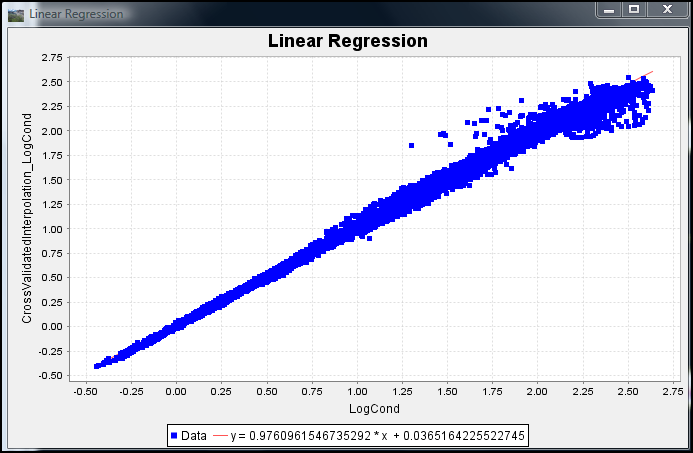 Linear Regression
Linear Regression
CrossValidatedInterpolation_LogCond
2.75
2.50
2.25
2.00
1.75
1.50
1.25
1.00
0.75
0.50
0.25
0.00
-0.25
-0.50
-0.50 -0.25 0.00 0.25 0.50 0.75 1.00 1.25 1.50 1.75 2.00 2.25 2.50 2.75
LogCond
Data y = 0.9760961546735292 * x + 0.0365164225522745